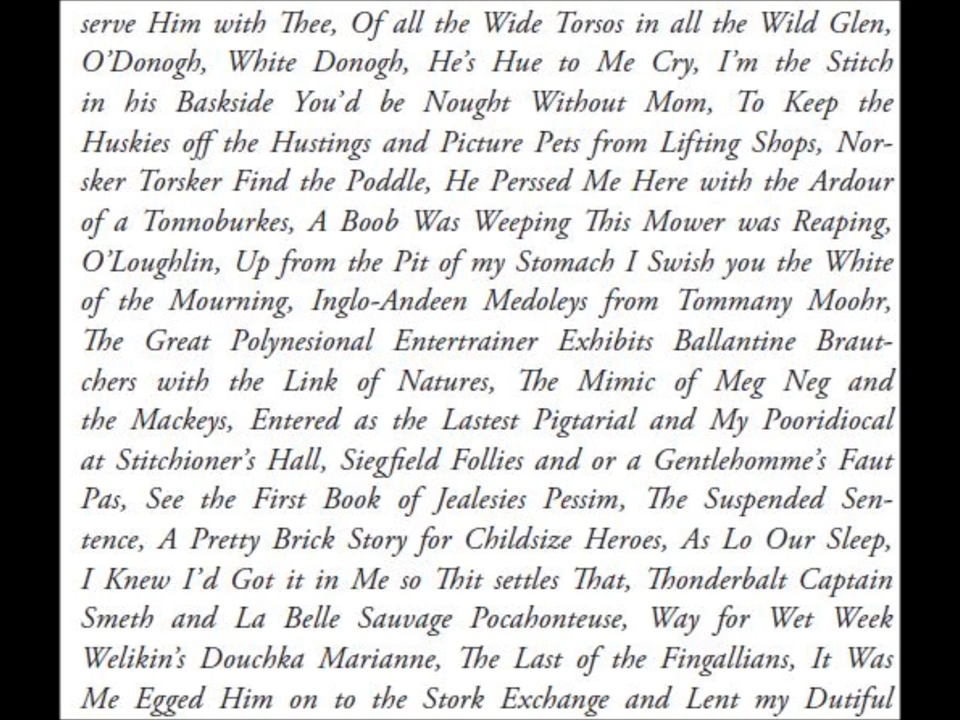 serve Him with Thee, Of all the Wide Torsos in all the Wild Glen,
O’Donogh, White Donogh, He’s Hue to Me Cry, I’m the Stitch
in his Baskside You’d be Nought Without Mom, To Keep the
Huskies off the Hustings and Picture Pets from Lifting Shops, Nor-
sker Torsker Find the Poddle, He Perssed Me Here with the Ardour
of a Tonnoburkes, A Boob Was Weeping This Mower was Reaping,
O’Loughlin, Up from the Pit of my Stomach I Swish you the White
of the Mourning, Inglo-Andeen Medoleys from Tommany Moohr,
The Great Polynesional Entertrainer Exhibits Ballantine Braut-
chers with the Link of Natures, The Mimic of Meg Neg and
the Mackeys, Entered as the Lastest Pigtarial and My Pooridiocal
at Stitchioner’s Hall, Siegfield Follies and or a Gentlehomme’s Faut
Pas, See the First Book of Jealesies Pessim, The Suspended Sen-
tence, A Pretty Brick Story for Childsize Heroes, As Lo Our Sleep,
I Knew I’d Got it in Me so Thit settles That, Thonderbalt Captain
Smeth and La Belle Sauvage Pocahonteuse, Way for Wet Week
Welikin’s Douchka Marianne, The Last of the Fingallians, It Was
Me Egged Him on to the Stork Exchange and Lent my Dutiful